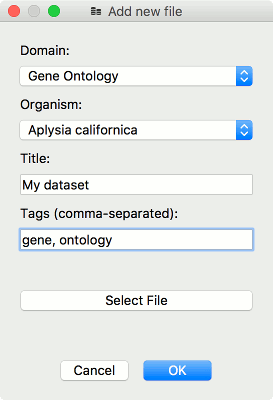 Add new file
Domain:
Gene Ontology
Organism:
Aplysia californica
Title:
My dataset
Tags (comma-separated):
gene, ontology
Select File
Cancel OK